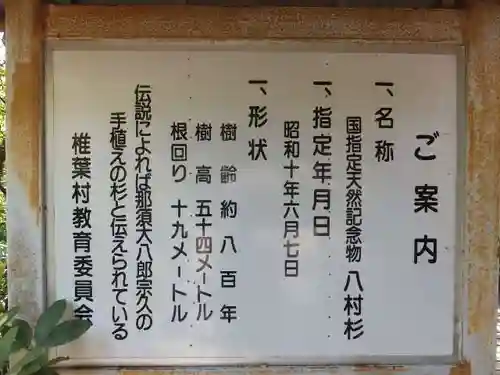 ご案内
一、名称
国指定天然記念物 八村杉
一、指定年月日
昭和十年六月七日
一、形状
樹齢 約八百年
樹高 五十四メートル
根回り 十九メートル
伝説によれば那須大八郎宗久の
手植えの杉と伝えられている
椎葉村教育委員会